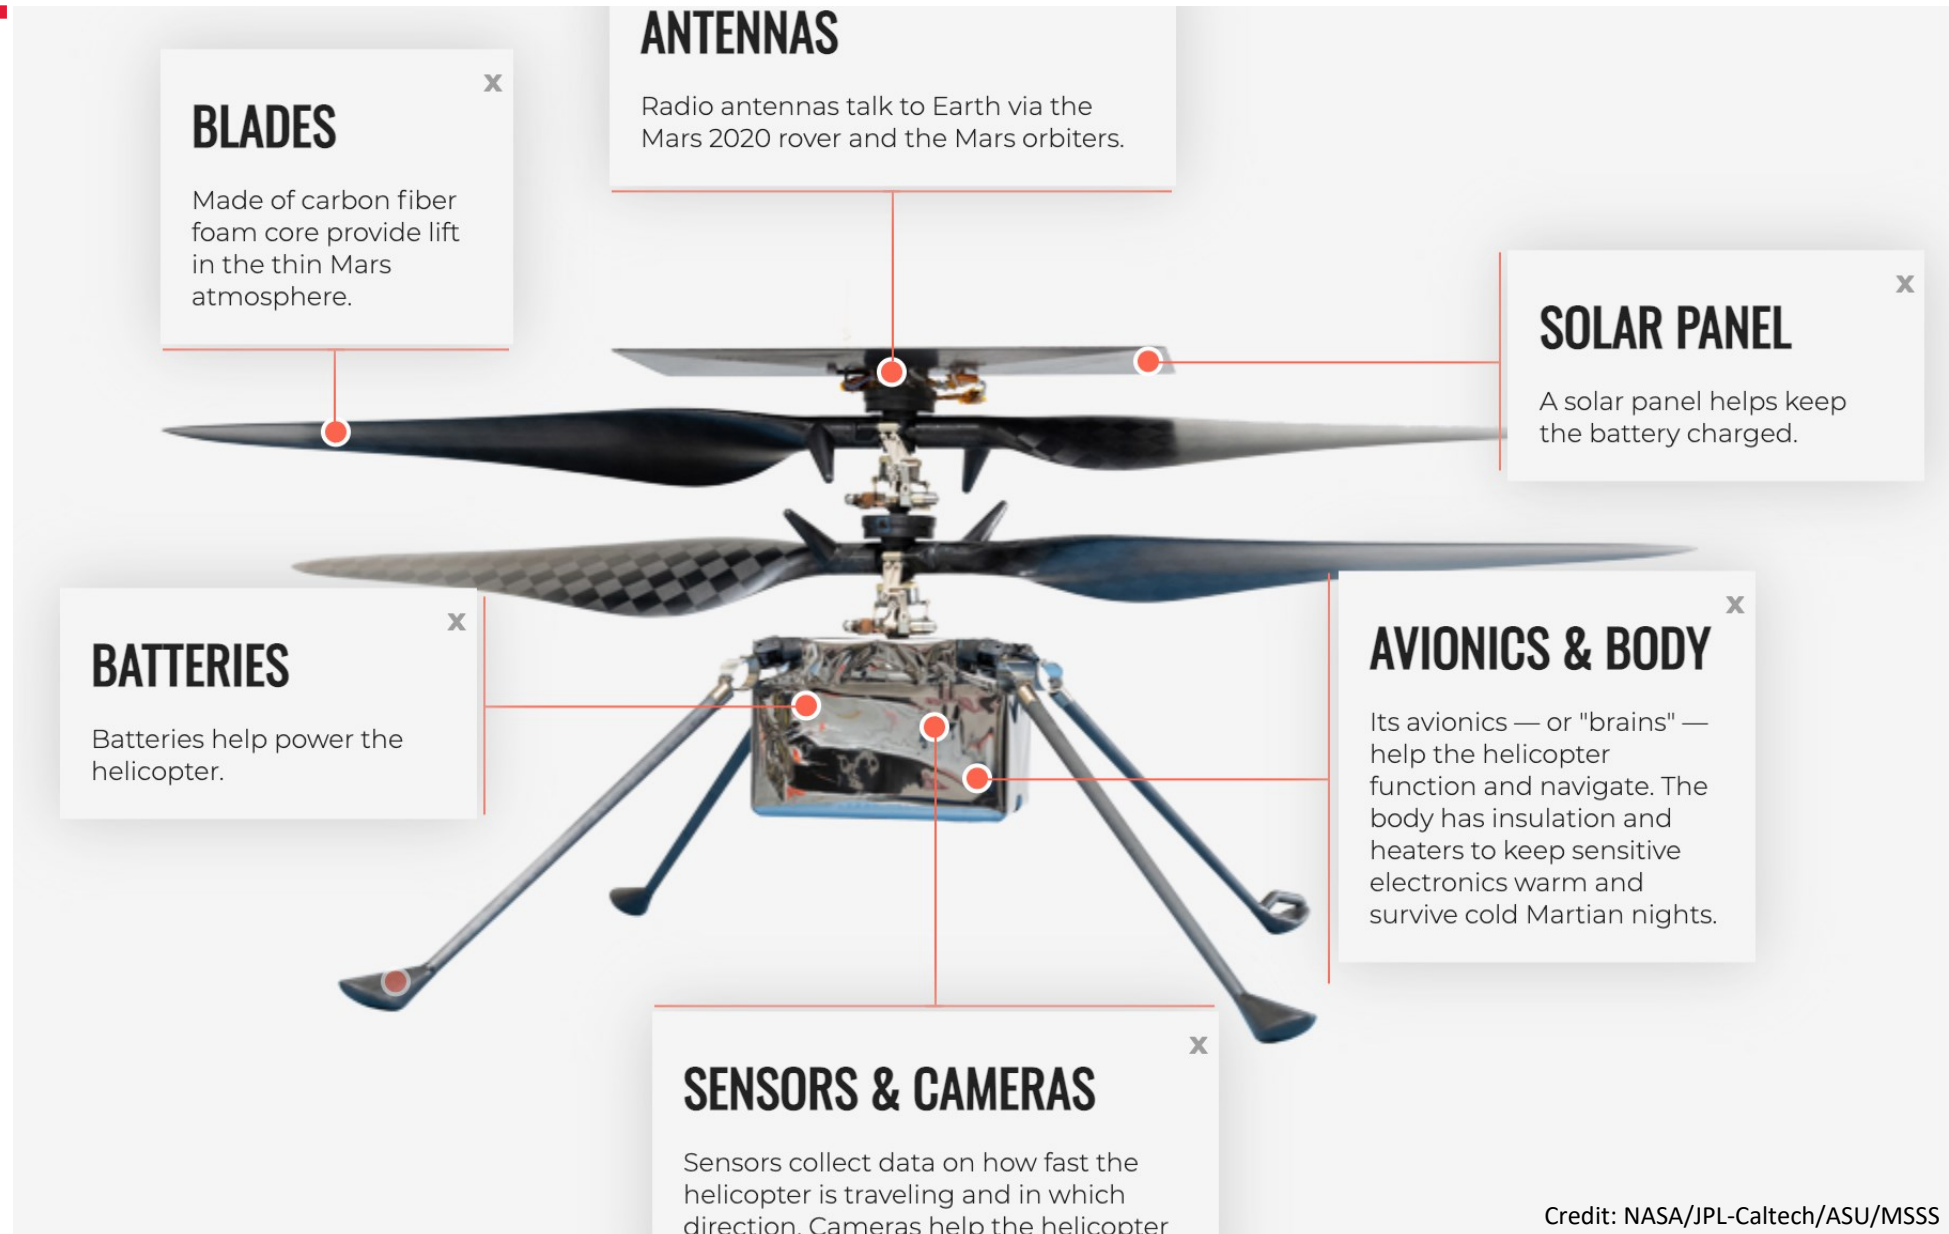 ANTENNAS
Radio antennas talk to Earth via the
Mars 2020 rover and the Mars orbiters.
X
BLADES
Made of carbon fiber
foam core provide lift
in the thin Mars
atmosphere.
X
SOLAR PANEL
A solar panel helps keep
the battery charged.
X
BATTERIES
Batteries help power the
helicopter.
X
AVIONICS & BODY
Its avionics — or "brains" —
help the helicopter
function and navigate. The
body has insulation and
heaters to keep sensitive
electronics warm and
survive cold Martian nights.
X
SENSORS & CAMERAS
Sensors collect data on how fast the
helicopter is traveling and in which
direction. Cameras help the helicopter
Credit: NASA/JPL-Caltech/ASU/MSSS